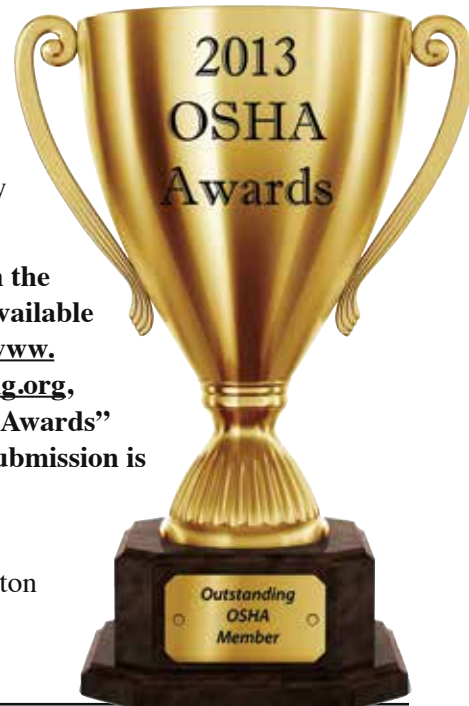 2013
OSHA
Awards
y
n the
vailable
www.
g.org,
Awards”
ubmission is
ton
Outstanding
OSHA
Member